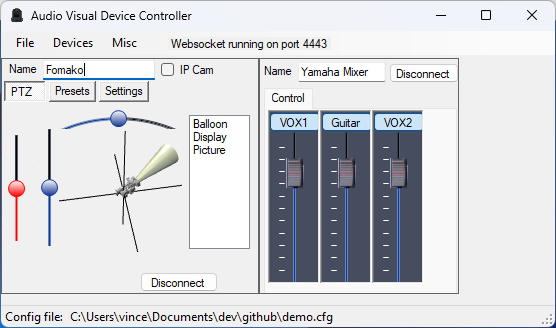 Audio Visual Device Controller
File Devices Misc Websocket running on port 4443
Name Fomako IP Cam
PTZ Presets Settings
Balloon
Display
Picture
Disconnect
Name Yamaha Mixer Disconnect
Control
VOX1 Guitar VOX2
Config file: C:\Users\vince\Documents\dev\github\demo.cfg